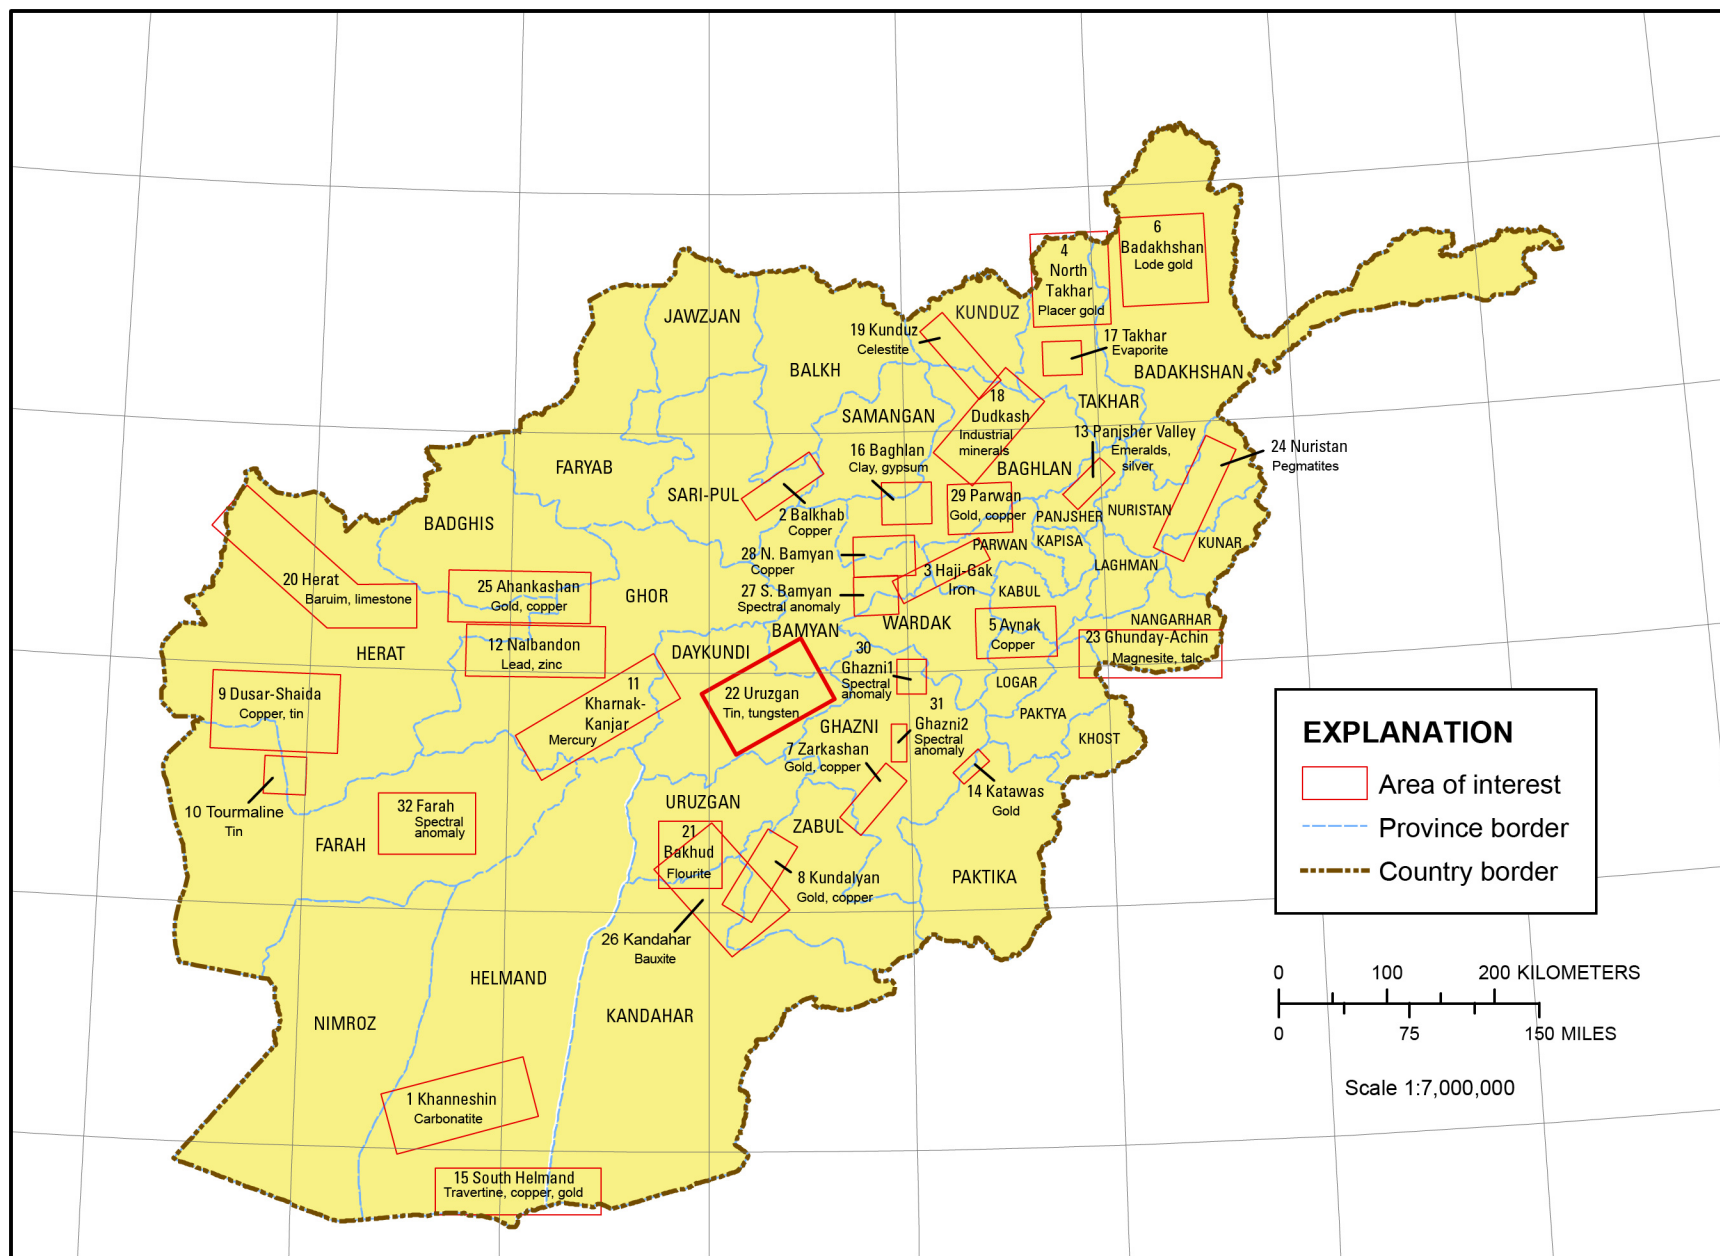 6
Badakhshan
Lode gold
4
North
Takhar
Placer gold
JAWZJAN
KUNDUZ
19 Kunduz
Celestite
17 Takhar
Evaporite
BALKH
BADAKHSHAN
TAKHAR
SAMANGAN
18
Dudkash
Industrial
minerals
13 Panjsher Valley
Emeralds,
silver
24 Nuristan
Pegmatites
16 Baghlan
Clay, gypsum
FARYAB
BAGHLAN
SARI-PUL
29 Parwan
Gold, copper
2 Balkhab
Copper
PANJSHER
NURISTAN
BADGHIS
KAPISA
KUNAR
PARWAN
28 N. Bamyan
Copper
LAGHMAN
3 Haji-Gak
Iron
20 Herat
Baruim, limestone
25 Ahankashan
Gold, copper
GHOR
27 S. Bamyan
Spectral anomaly
KABUL
WARDAK
NANGARHAR
5 Aynak
Copper
BAMYAN
23 Ghunday-Achin
Magnesite, talc
12 Nalbandon
Lead, zinc
HERAT
DAYKUNDI
30
Ghazni1
Spectral
anomaly
LOGAR
9 Dusar-Shaida
Copper, tin
11
Kharnak-
Kanjar
Mercury
22 Uruzgan
Tin, tungsten
31
Ghazni2
Spectral
anomaly
PAKTYA
GHAZNI
KHOST
7 Zarkashan
Gold, copper
14 Katawas
Gold
10 Tourmaline
Tin
32 Farah
Spectral
anomaly
URUZGAN
ZABUL
FARAH
21
Bakhud
Flourite
8 Kundalyan
Gold, copper
PAKTIKA
26 Kandahar
Bauxite
HELMAND
NIMROZ
KANDAHAR
1 Khanneshin
Carbonatite
15 South Helmand
Travertine, copper, gold
EXPLANATION
Area of interest
Province border
Country border
0 100 200 KILOMETERS
0 75 150 MILES
Scale 1:7,000,000